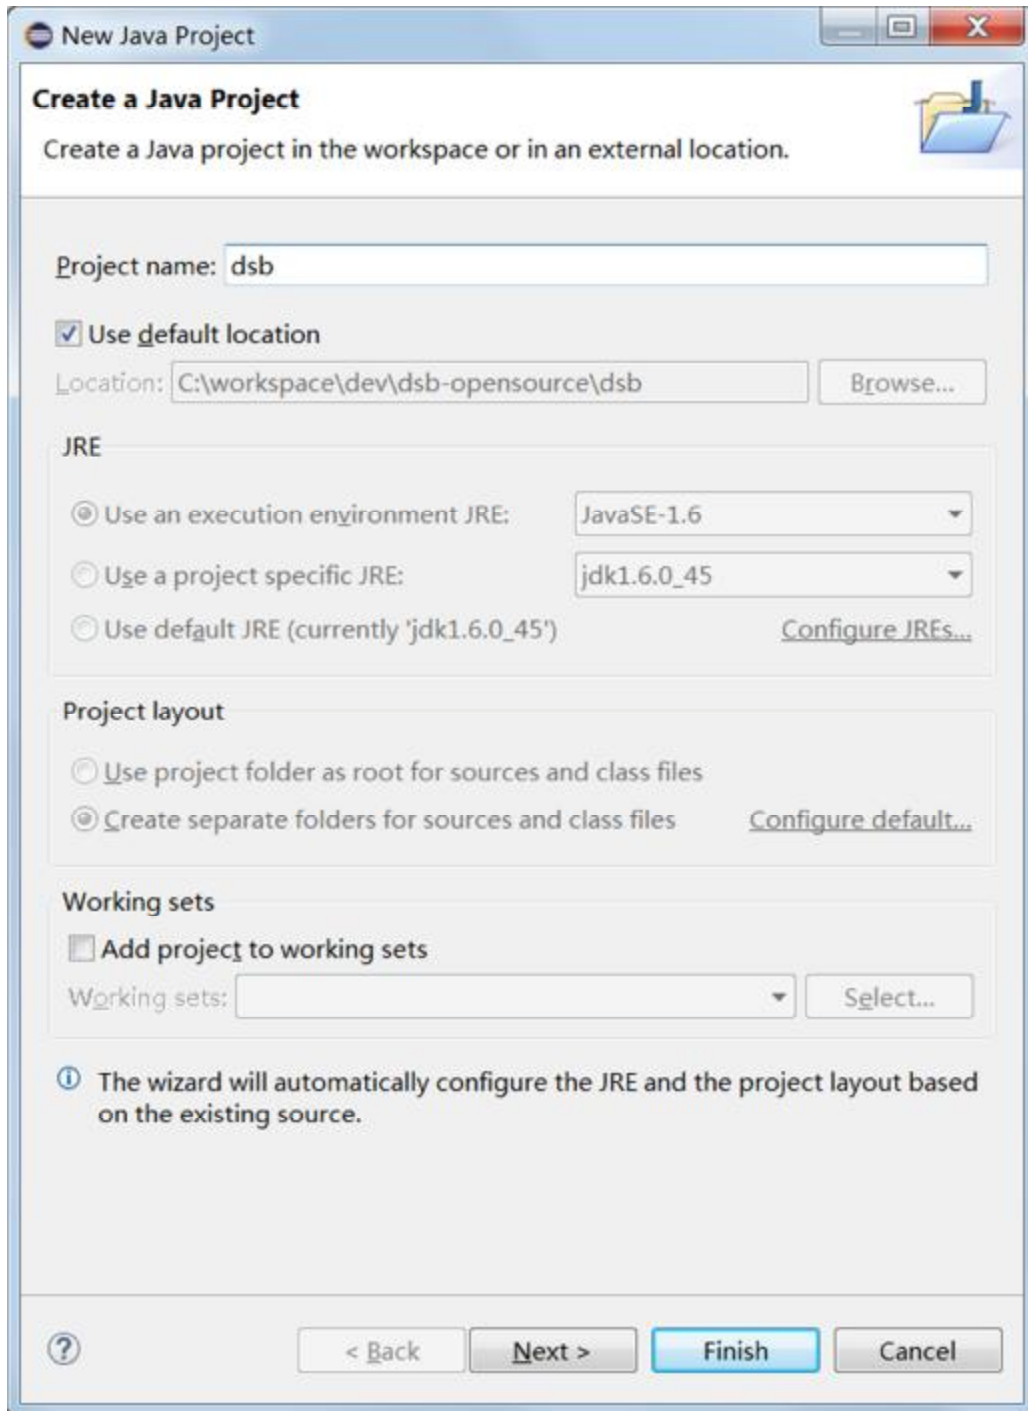 New Java Project
Create a Java Project
Create a Java project in the workspace or in an external location.
Project name: dsb
Use default location
Location: C:\workspace\dev\dsb-opensource\dsb Browse...
JRE
Use an execution environment JRE: JavaSE-1.6
Use a project specific JRE: jdk1.6.0_45
Use default JRE (currently 'jdk1.6.0_45') Configure JREs...
Project layout
Use project folder as root for sources and class files
Create separate folders for sources and class files Configure default...
Working sets
Add project to working sets
Working sets: Select...
The wizard will automatically configure the JRE and the project layout based
on the existing source.
< Back Next > Finish Cancel